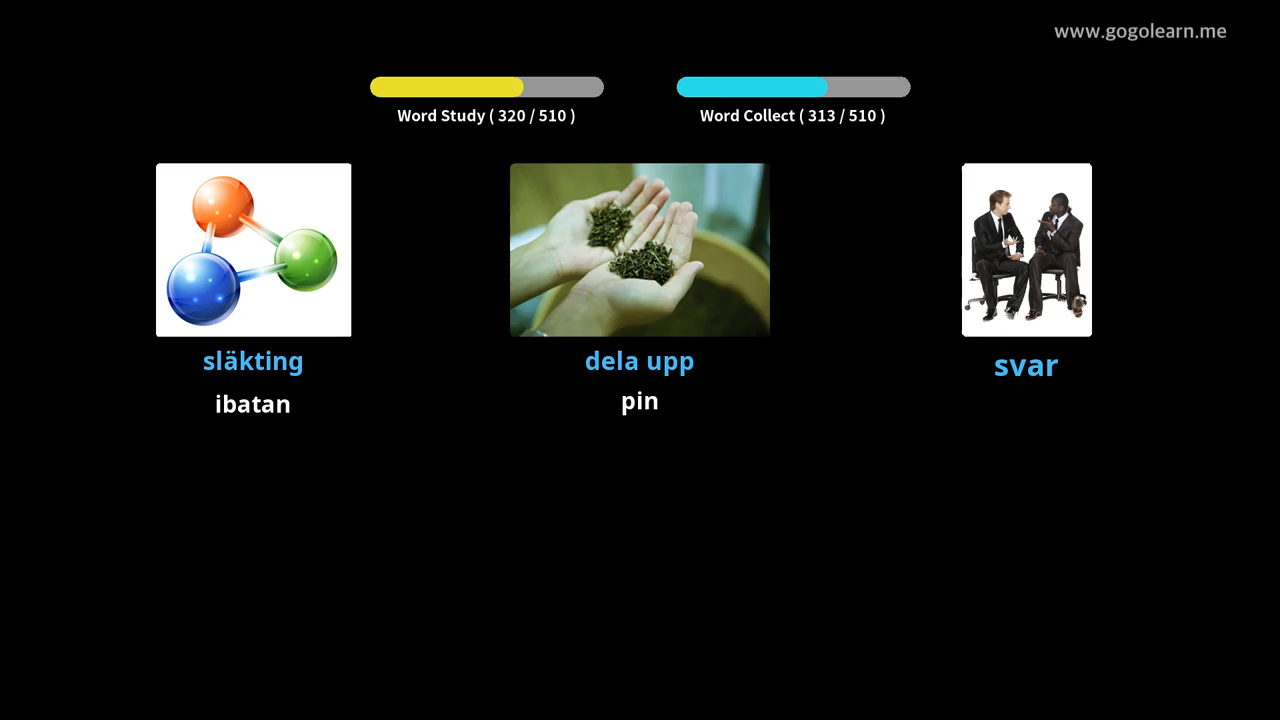 www.gogolearn.me
Word Study ( 320 / 510 )
Word Collect ( 313 / 510 )
släkting
dela upp
svar
ibatan
pin